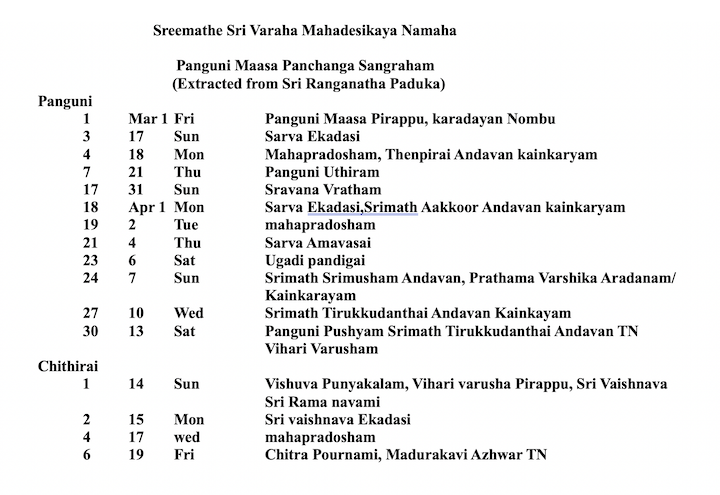 Sreemathe Sri Varaha Mahadesikaya Namaha
Panguni Maasa Panchanga Sangraham
(Extracted from Sri Ranganatha Paduka)
Panguni
1 Mar 1 Fri Panguni Maasa Pirappu, karadayan Nombu
3 17 Sun Sarva Ekadasi
4 18 Mon Mahapradosham, Thenpirai Andavan kainkaryam
7 21 Thu Panguni Uthiram
17 31 Sun Sravana Vratham
18 Apr 1 Mon Sarva Ekadasi,Srimath Aakkoor Andavan kainkaryam
19 2 Tue mahapradosham
21 4 Thu Sarva Amavasai
23 6 Sat Ugadi pandigai
24 7 Sun Srimath Srimusham Andavan, Prathama Varshika Aradanam/
Kainkarayam
27 10 Wed Srimath Tirukkudanthai Andavan Kainkayam
30 13 Sat Panguni Pushyam Srimath Tirukkudanthai Andavan TN
Vihari Varusham
Chithirai
1 14 Sun Vishuva Punyakalam, Vihari varusha Pirappu, Sri Vaishnava
Sri Rama navami
2 15 Mon Sri vaishnava Ekadasi
4 17 wed mahapradosham
6 19 Fri Chitra Pournami, Madurakavi Azhwar TN